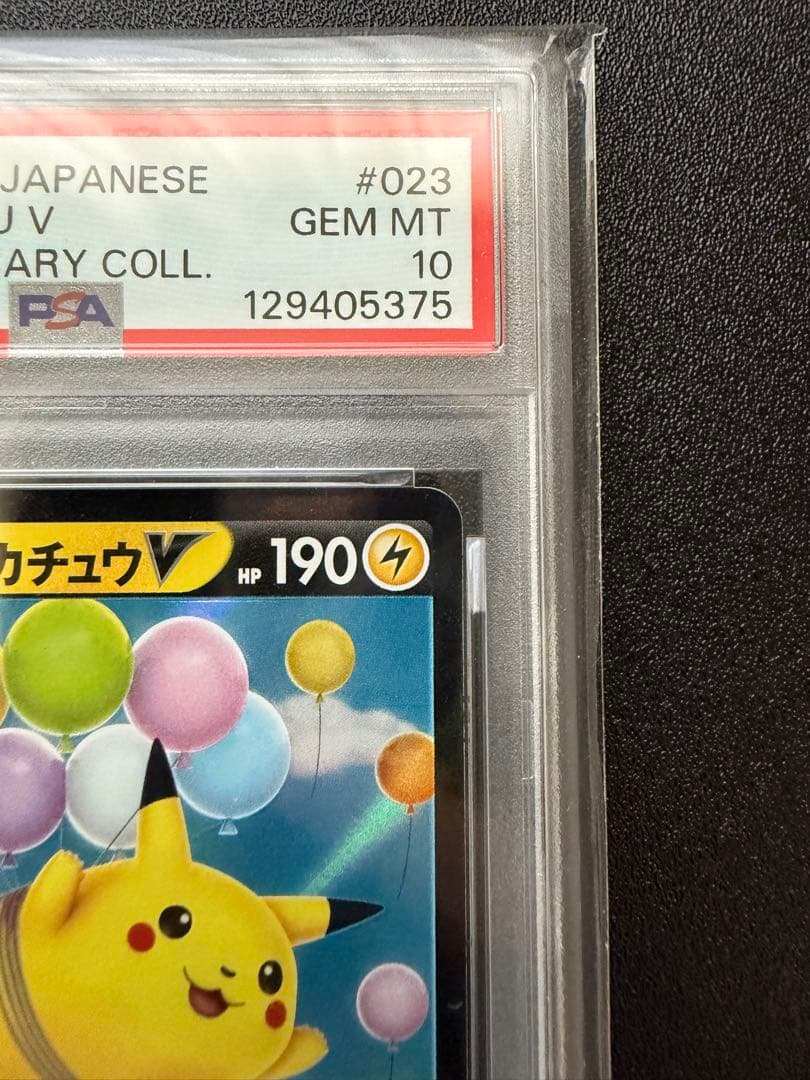 JAPANESE #023
U V GEM MT
ARY COLL. 10
PSA 129405375
カチュウV HP 190